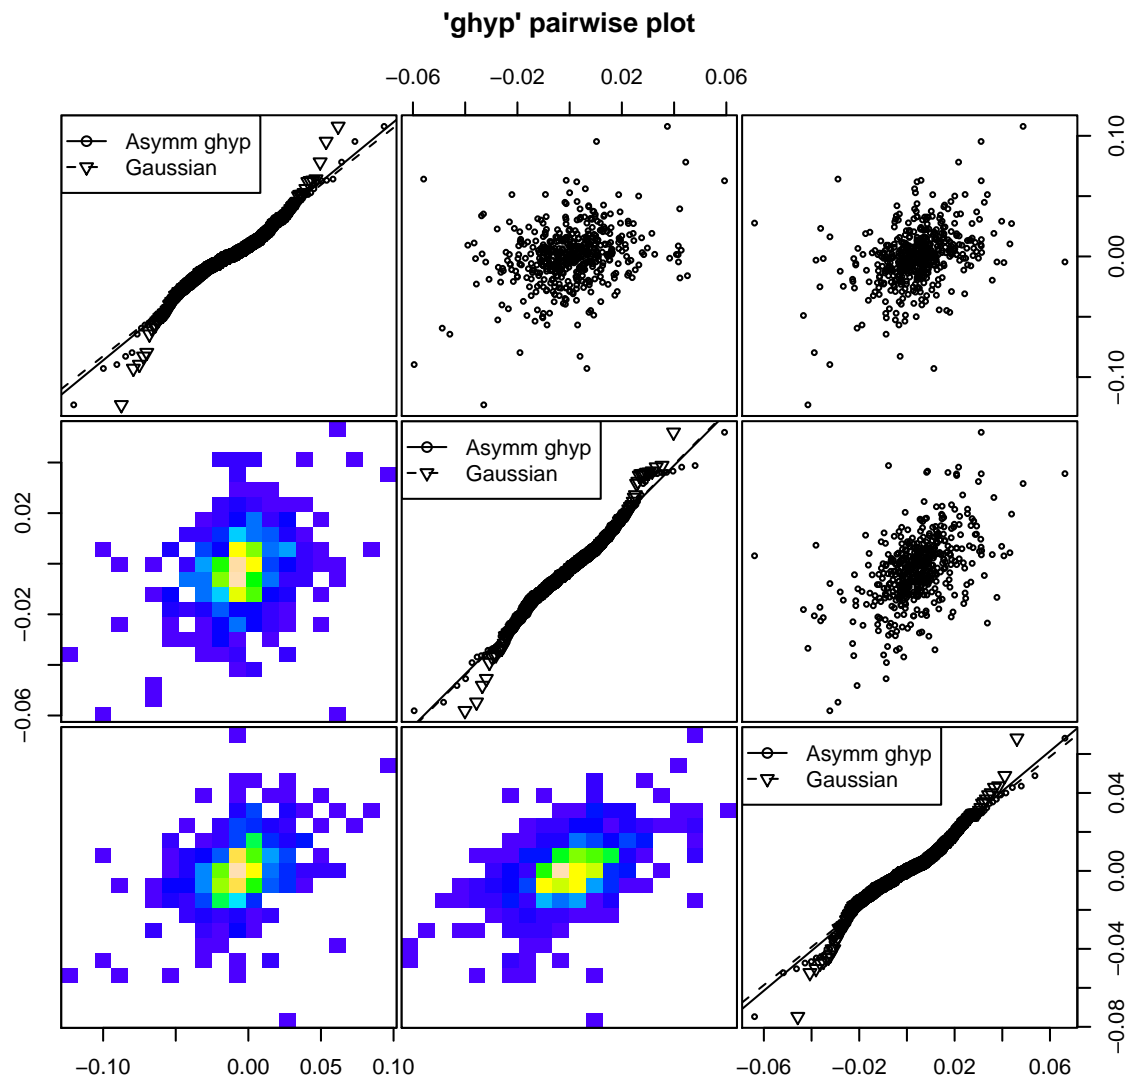 'ghyp' pairwise plot
−0.06 −0.02 0.02 0.06
Asymm ghyp
Gaussian
0.10
0.00
−0.10
Asymm ghyp
Gaussian
0.02
−0.02
−0.06
Asymm ghyp
Gaussian
0.04
0.00
−0.04
−0.08
−0.10 0.00 0.05 0.10
−0.06 −0.02 0.02 0.06